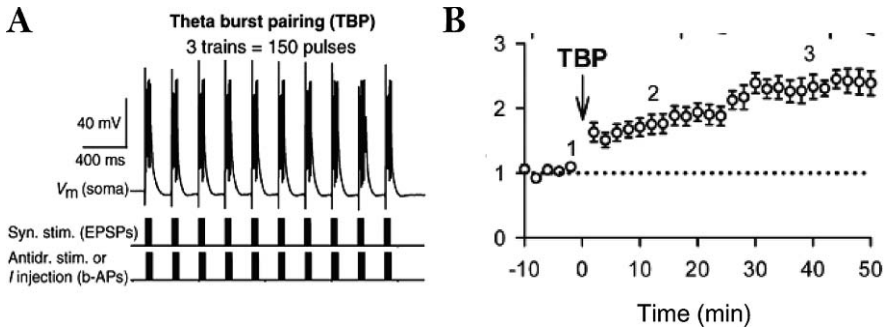 A
Theta burst pairing (TBP)
3 trains = 150 pulses
40 mV
400 ms
Vm (soma)
Syn. stim. (EPSPs)
Antidr. stim. or
I injection (b-APs)
B
3
2
1
0
TBP
1
2
3
-10 0 10 20 30 40 50
Time (min)